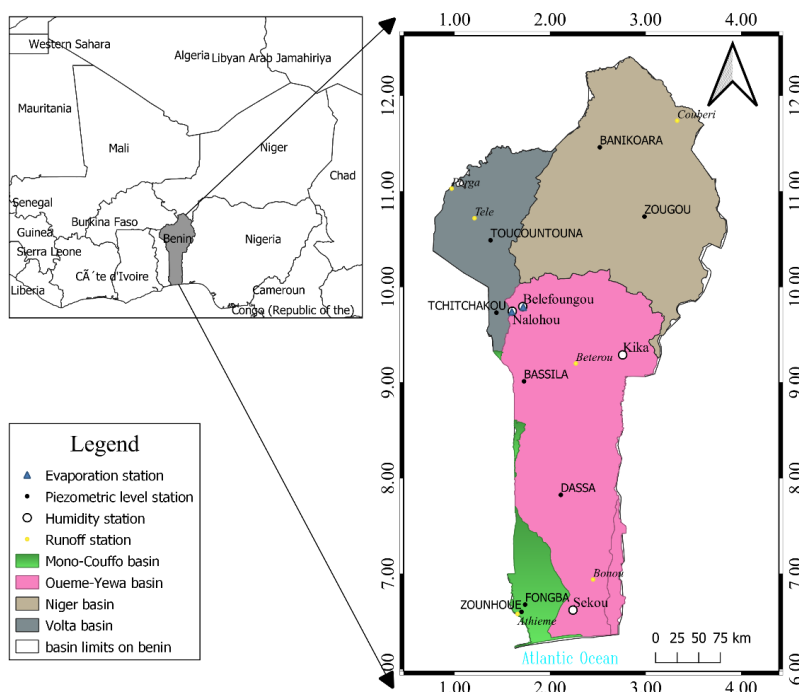 Western Sahara
Algeria
Libyan Arab Jamahiriya
Mauritania
Mali
Niger
Chad
Senegal
Burkina Faso
Guinea
Benin
Nigeria
Sierra Leone
CÃ´te d'Ivoire
Liberia
Cameroun
Congo (Republic of the)
Legend
Evaporation station
Piezometric level station
Humidity station
Runoff station
Mono-Couffo basin
Oueme-Yewa basin
Niger basin
Volta basin
basin limits on benin
1.00 2.00 3.00 4.00
12.00 12.00
11.00 11.00
10.00 10.00
9.00 9.00
8.00 8.00
7.00 7.00
6.00 6.00
Couberi
BANIKOARA
Porga
Tele
ZOUGOU
TOUCOUNTOUNA
Belefoungou
TCHITCHAKOU
Nalohou
Kika
Beterou
BASSILA
DASSA
Bonou
FONGBA
ZOUNHOUE
Sekou
Athieme
0 25 50 75 km
Atlantic Ocean
1.00 2.00 3.00 4.00